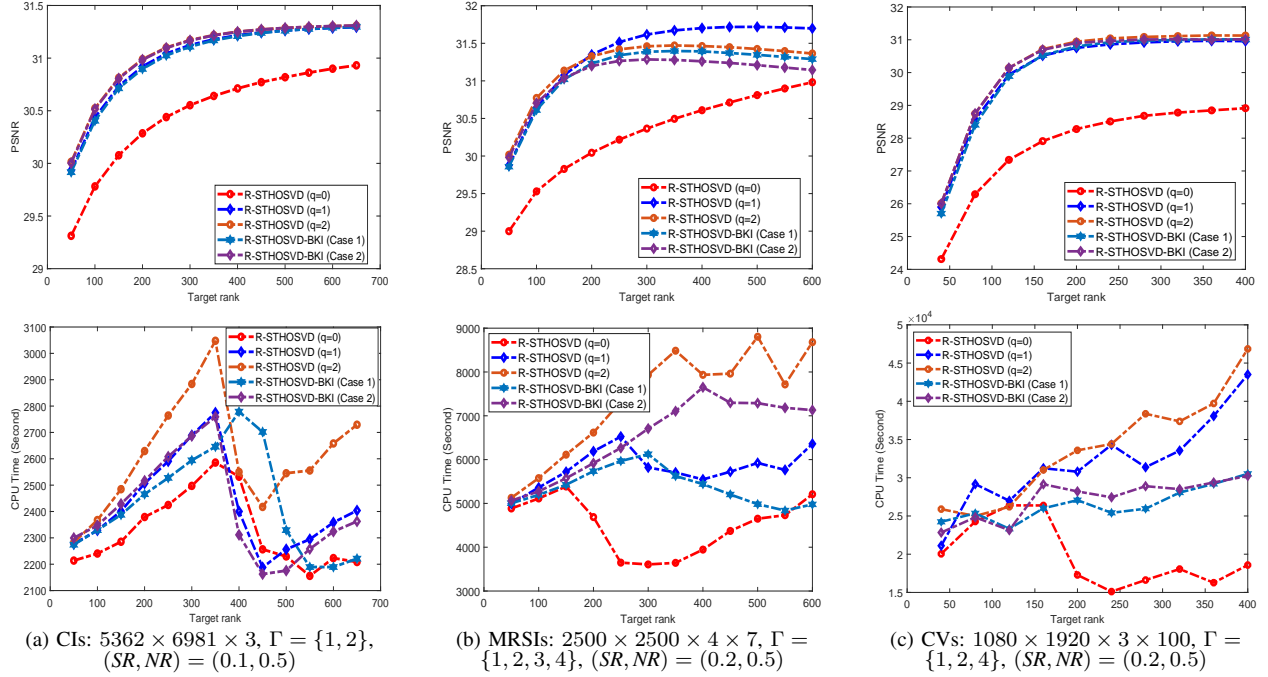 31.5
31
30.5
30
29.5
29
PSNR
0 100 200 300 400 500 600 700
Target rank
R-STHOSVD (q=0)
R-STHOSVD (q=1)
R-STHOSVD (q=2)
R-STHOSVD-BKI (Case 1)
R-STHOSVD-BKI (Case 2)
32
31.5
31
30.5
30
29.5
29
28.5
PSNR
0 100 200 300 400 500 600
Target rank
R-STHOSVD (q=0)
R-STHOSVD (q=1)
R-STHOSVD (q=2)
R-STHOSVD-BKI (Case 1)
R-STHOSVD-BKI (Case 2)
32
31
30
29
28
27
26
25
24
PSNR
0 50 100 150 200 250 300 350 400
Target rank
R-STHOSVD (q=0)
R-STHOSVD (q=1)
R-STHOSVD (q=2)
R-STHOSVD-BKI (Case 1)
R-STHOSVD-BKI (Case 2)
3100
3000
2900
2800
2700
2600
2500
2400
2300
2200
2100
CPU Time (Second)
0 100 200 300 400 500 600 700
Target rank
R-STHOSVD (q=0)
R-STHOSVD (q=1)
R-STHOSVD (q=2)
R-STHOSVD-BKI (Case 1)
R-STHOSVD-BKI (Case 2)
9000
8000
7000
6000
5000
4000
3000
CPU Time (Second)
0 100 200 300 400 500 600
Target rank
R-STHOSVD (q=0)
R-STHOSVD (q=1)
R-STHOSVD (q=2)
R-STHOSVD-BKI (Case 1)
R-STHOSVD-BKI (Case 2)
×10⁴
5
4.5
4
3.5
3
2.5
2
1.5
CPU Time (Second)
0 50 100 150 200 250 300 350 400
Target rank
R-STHOSVD (q=0)
R-STHOSVD (q=1)
R-STHOSVD (q=2)
R-STHOSVD-BKI (Case 1)
R-STHOSVD-BKI (Case 2)
(a) CIs: 5362 × 6981 × 3, Γ = {1, 2},
(SR, NR) = (0.1, 0.5)
(b) MRSIs: 2500 × 2500 × 4 × 7, Γ =
{1, 2, 3, 4}, (SR, NR) = (0.2, 0.5)
(c) CVs: 1080 × 1920 × 3 × 100, Γ =
{1, 2, 4}, (SR, NR) = (0.2, 0.5)